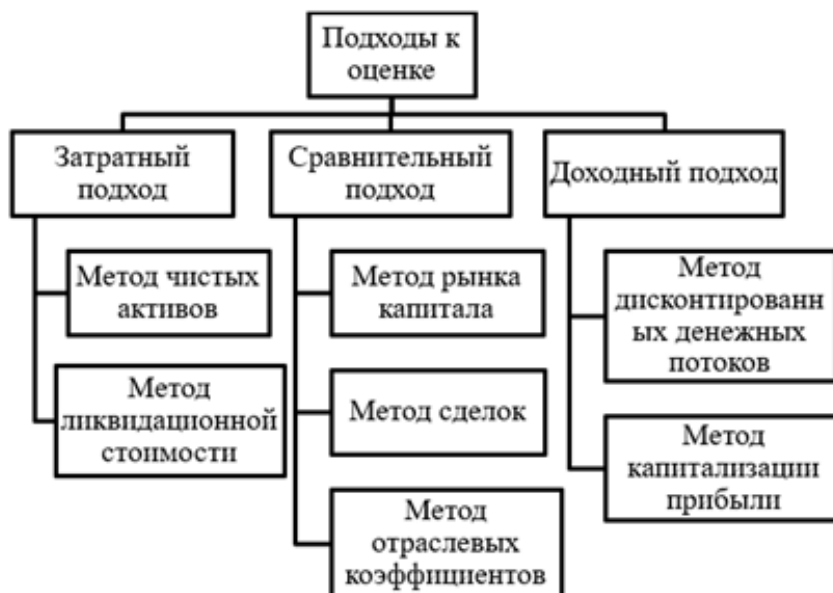 Подходы к
оценке
Затратный
подход
Сравнительный
подход
Доходный подход
Метод чистых
активов
Метод
ликвидационной
стоимости
Метод рынка
капитала
Метод сделок
Метод
отраслевых
коэффициентов
Метод
дисконтированн
ых денежных
потоков
Метод
капитализации
прибыли